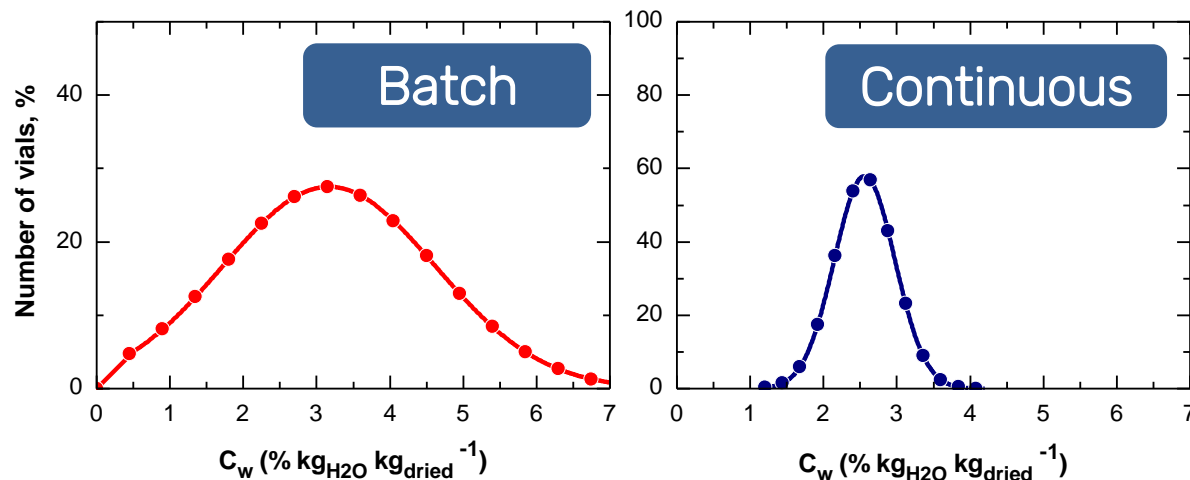 Batch
Number of vials, %
40
20
0
0 1 2 3 4 5 6 7
C_w (% kg_H2O kg_dried ^-1)
Continuous
100
80
60
40
20
0
0 1 2 3 4 5 6 7
C_w (% kg_H2O kg_dried ^-1)